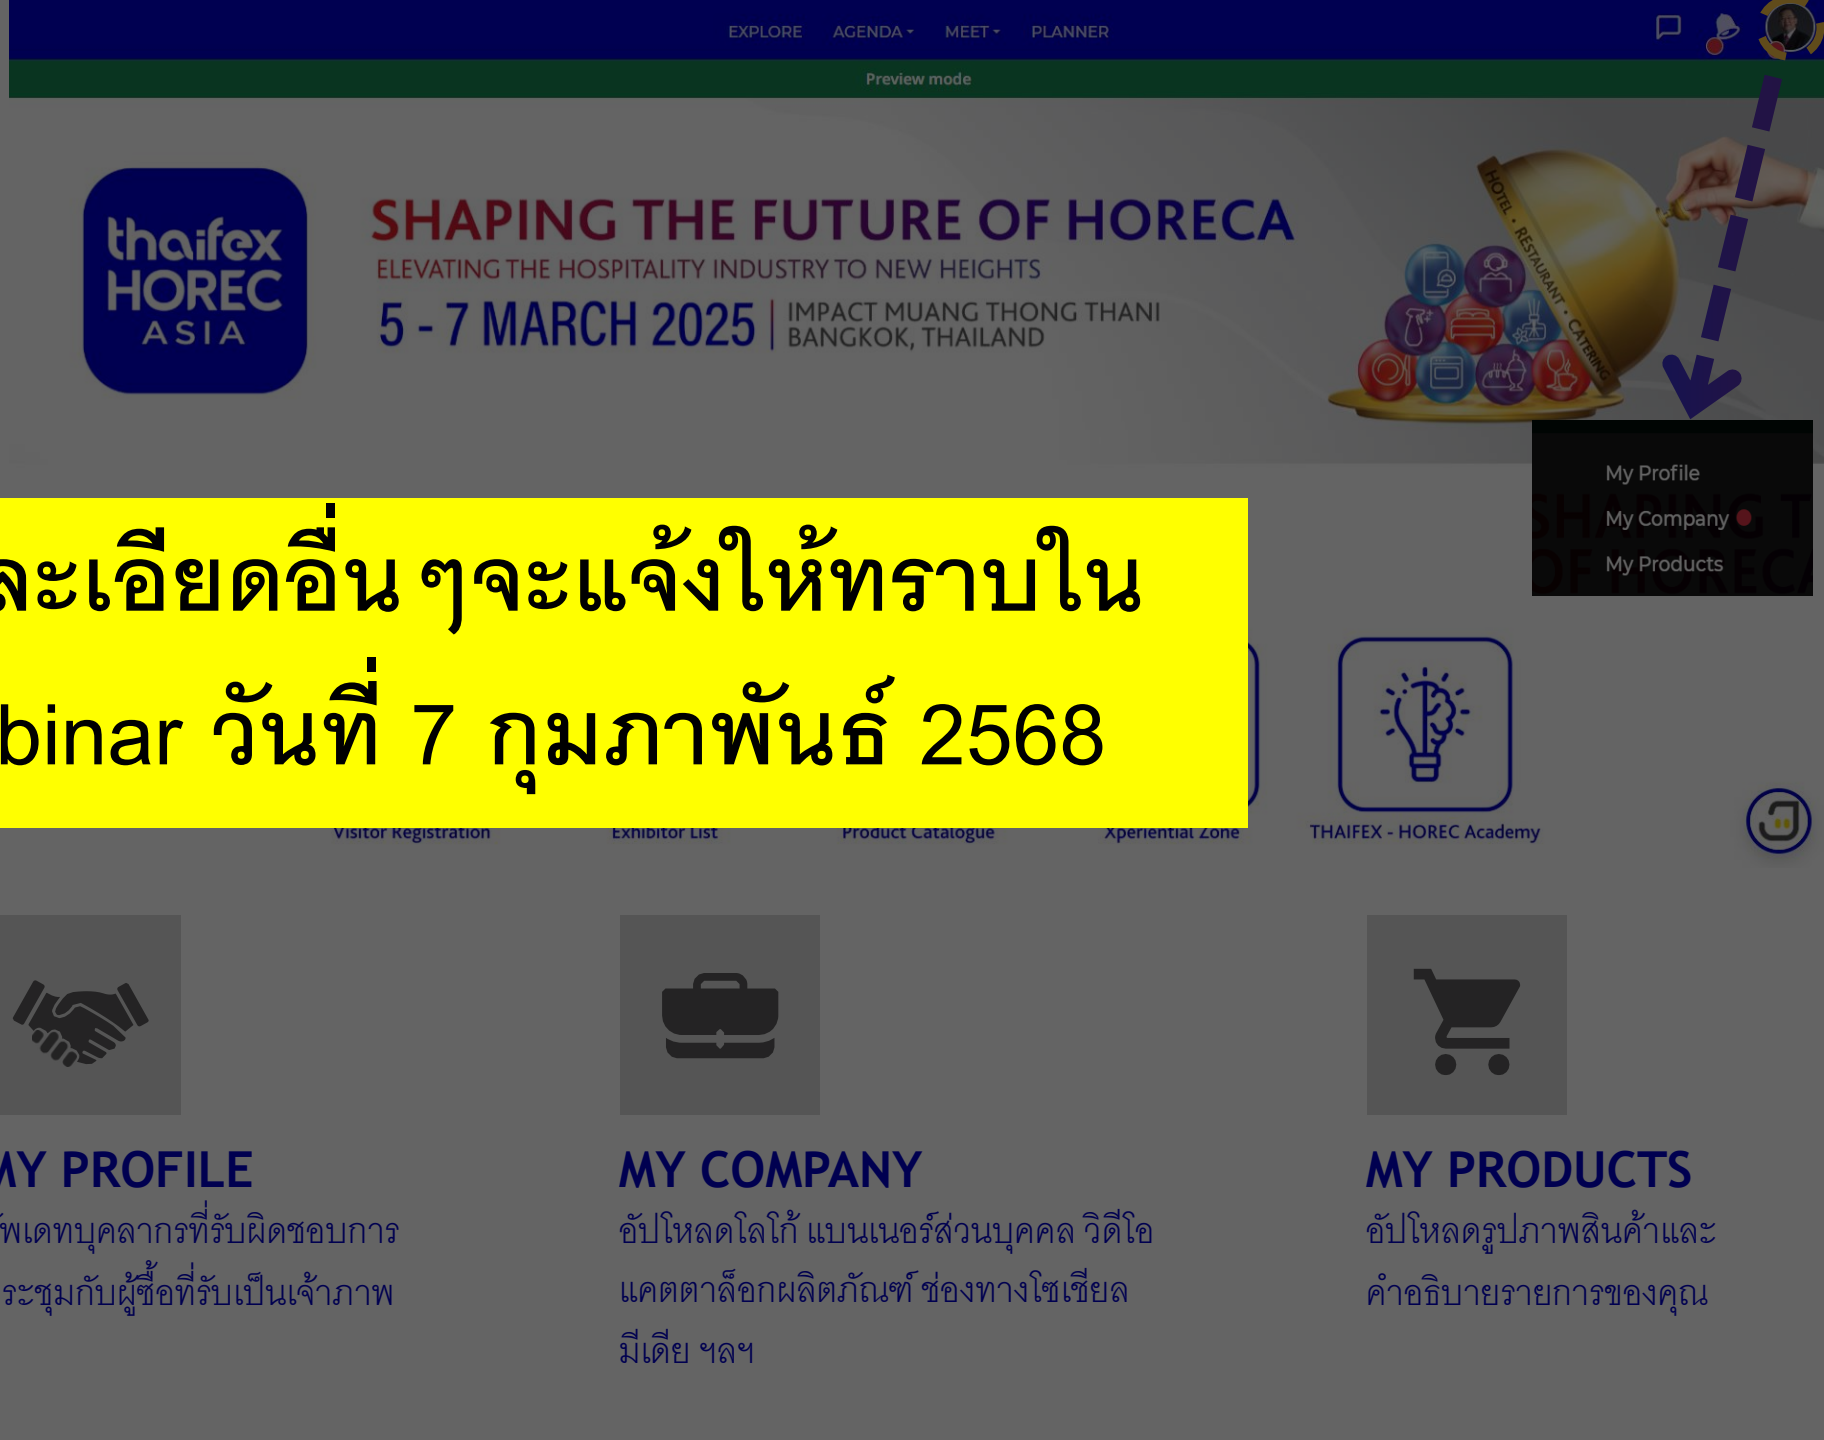 EXPLORE AGENDA MEET PLANNER
Preview mode
thaifex
HOREC
ASIA
SHAPING THE FUTURE OF HORECA
ELEVATING THE HOSPITALITY INDUSTRY TO NEW HEIGHTS
5 - 7 MARCH 2025
IMPACT MUANG THONG THANI
BANGKOK, THAILAND
HOTEL • RESTAURANT • CATERING
My Profile
My Company
My Products
ละเอียดอื่น ๆจะแจ้งให้ทราบใน
binar วันที่ 7 กุมภาพันธ์ 2568
Visitor Registration
Exhibitor List
Product Catalogue
Xperiential Zone
THAIFEX - HOREC Academy
MY PROFILE
พเดทบุคลากรที่รับผิดชอบการ
ระชุมกับผู้ซื้อที่รับเป็นเจ้าภาพ
MY COMPANY
อัปโหลดโลโก้ แบนเนอร์ส่วนบุคคล วิดีโอ
แคตตาล็อกผลิตภัณฑ์ ช่องทางโซเชียล
มีเดีย ฯลฯ
MY PRODUCTS
อัปโหลดรูปภาพสินค้าและ
คำอธิบายรายการของคุณ